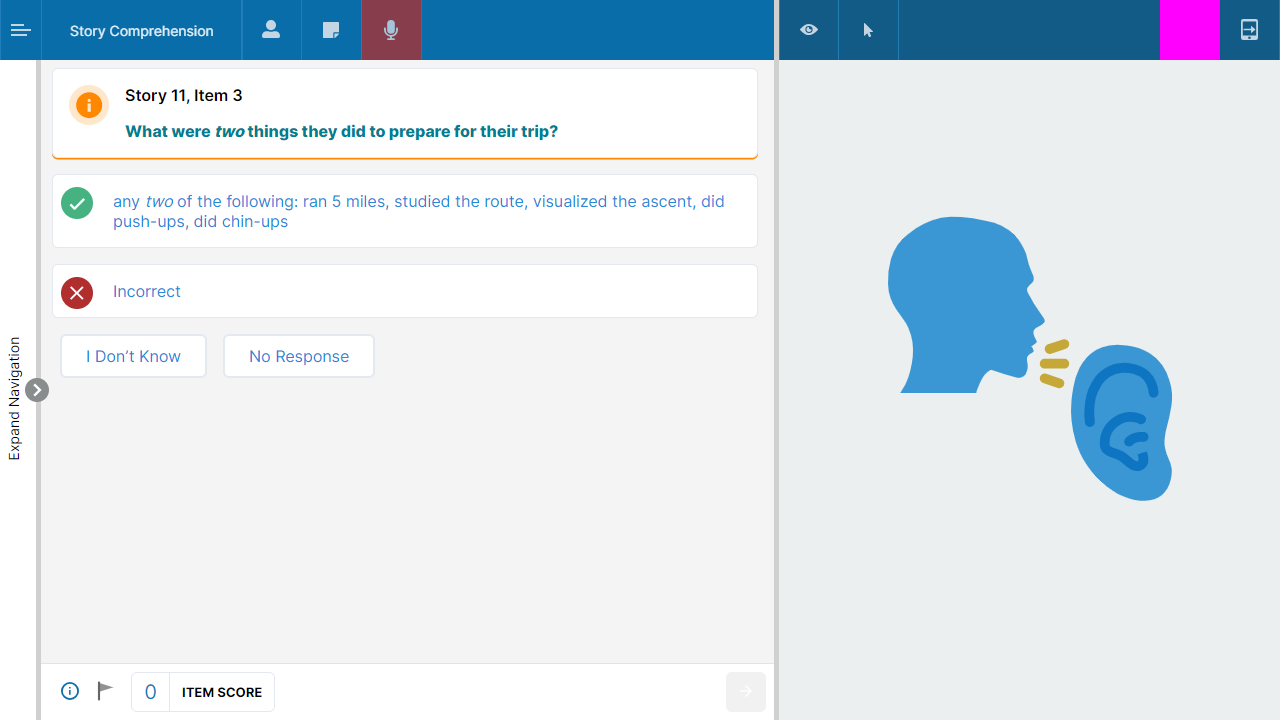 Story Comprehension
Story 11, Item 3
What were two things they did to prepare for their trip?
any two of the following: ran 5 miles, studied the route, visualized the ascent, did
push-ups, did chin-ups
Incorrect
I Don’t Know
No Response
Expand Navigation
0
ITEM SCORE